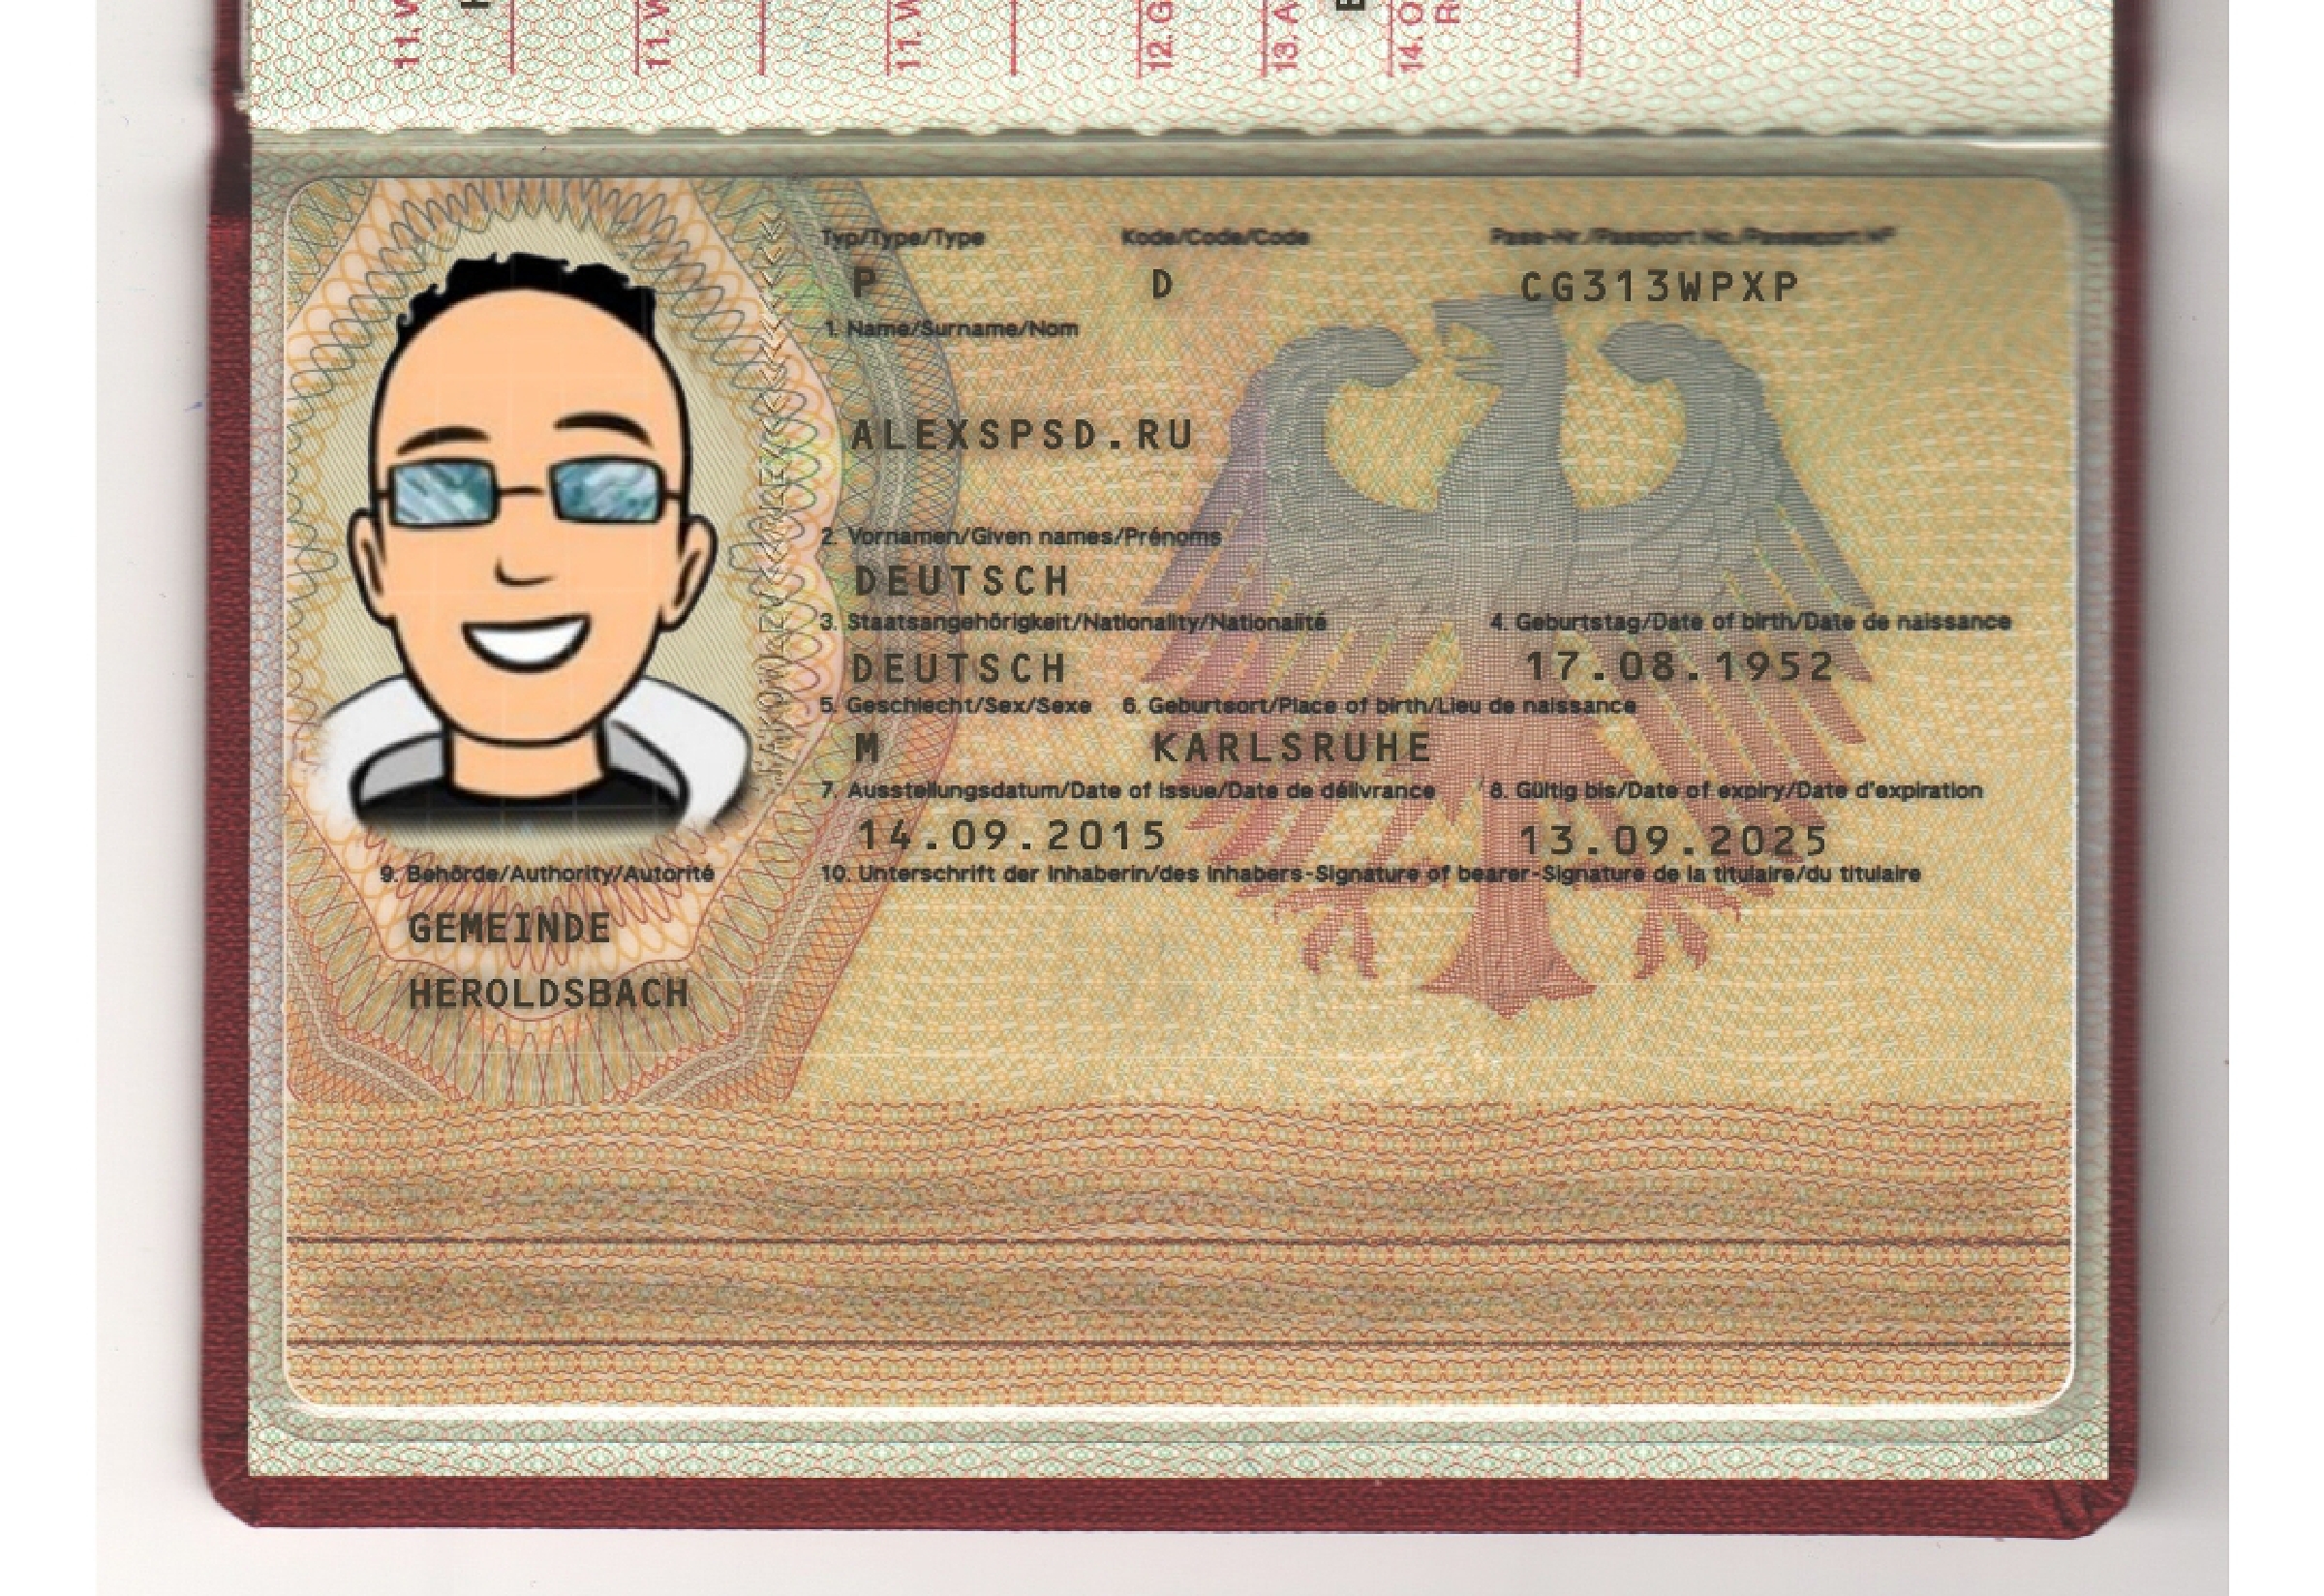 11. W
11. W
11. W
12. G
13. A
14. O
R
Typ/Type/Type Kode/Code/Code Pass-Nr./Passport No./Passeport Nº
P D CG313WPXP
1. Name/Surname/Nom
ALEXSPSD.RU
2. Vornamen/Given names/Prénoms
DEUTSCH
3. Staatsangehörigkeit/Nationality/Nationalité 4. Geburtstag/Date of birth/Date de naissance
DEUTSCH 17.08.1952
5. Geschlecht/Sex/Sexe 6. Geburtsort/Place of birth/Lieu de naissance
M KARLSRUHE
7. Ausstellungsdatum/Date of issue/Date de délivrance 8. Gültig bis/Date of expiry/Date d'expiration
14.09.2015 13.09.2025
9. Behörde/Authority/Autorité 10. Unterschrift der Inhaberin/des Inhabers-Signature of bearer-Signature de la titulaire/du titulaire
GEMEINDE
HEROLDSBACH